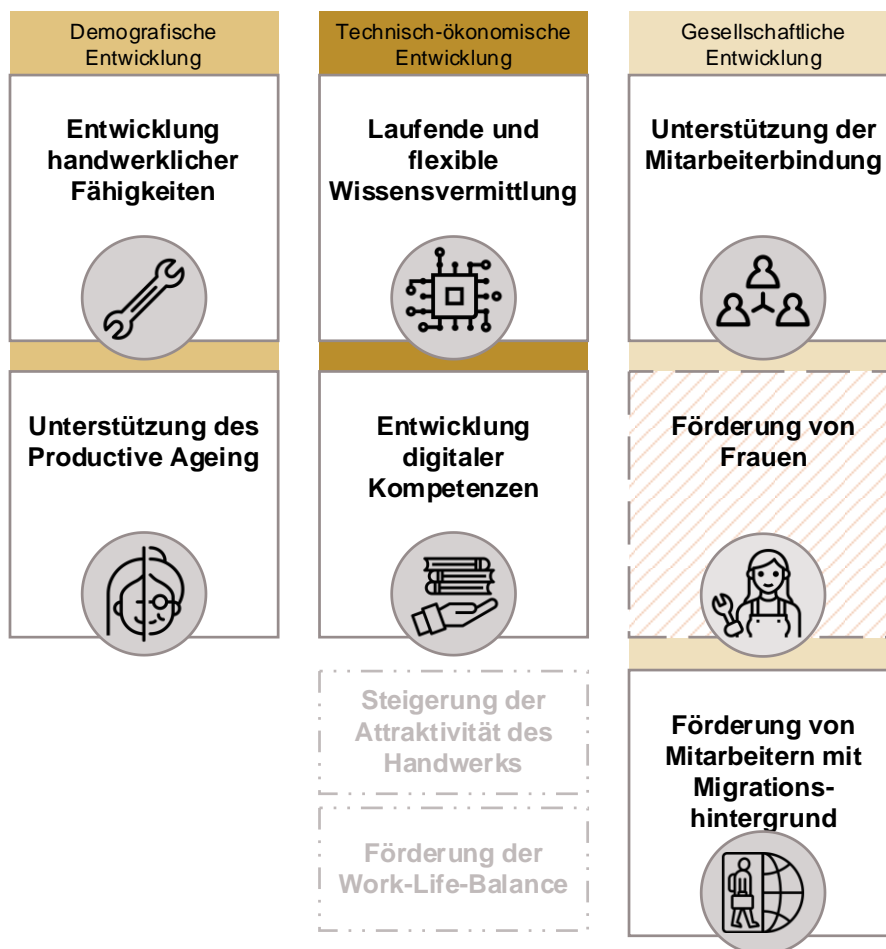 Demografische
Entwicklung
Technisch-ökonomische
Entwicklung
Gesellschaftliche
Entwicklung
Entwicklung
handwerklicher
Fähigkeiten
Laufende und
flexible
Wissensvermittlung
Unterstützung der
Mitarbeiterbindung
Unterstützung des
Productive Ageing
Entwicklung
digitaler
Kompetenzen
Förderung von
Frauen
Steigerung der
Attraktivität des
Handwerks
Förderung der
Work-Life-Balance
Förderung von
Mitarbeitern mit
Migrations-
hintergrund